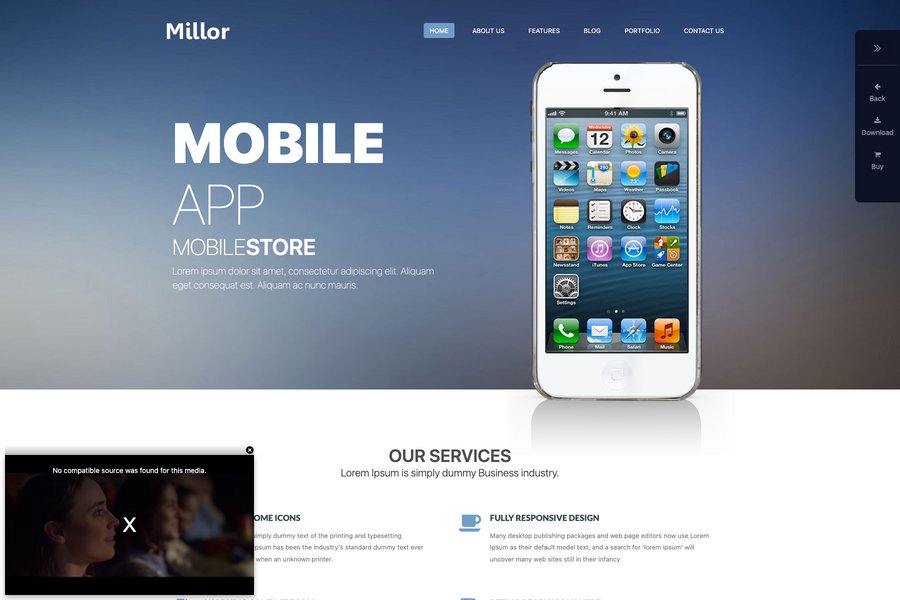 Millor
HOME
ABOUT US
FEATURES
BLOG
PORTFOLIO
CONTACT US
Back
Download
Buy
MOBILE
APP
MOBILESTORE
Lorem ipsum dolor sit amet, consectetur adipiscing elit. Aliquam
eget consequat est. Aliquam ac nunc mauris.
9:41 AM
Messages
Wednesday
12
Calendar
Photos
Camera
Videos
280
Maps
73°
Weather
Passbook
Notes
Reminders
Clock
Stocks
Newsstand
iTunes
App Store
Game Center
Settings
Phone
Mail
Safari
Music
OUR SERVICES
Lorem Ipsum is simply dummy Business industry.
No compatible source was found for this media.
X
OME ICONS
imply dummy text of the printing and typesetting
psum has been the industry's standard dummy text ever
when an unknown printer.
FULLY RESPONSIVE DESIGN
Many desktop publishing packages and web page editors now use Lorem
Ipsum as their default model text, and a search for 'lorem ipsum' will
uncover many web sites still in their infancy